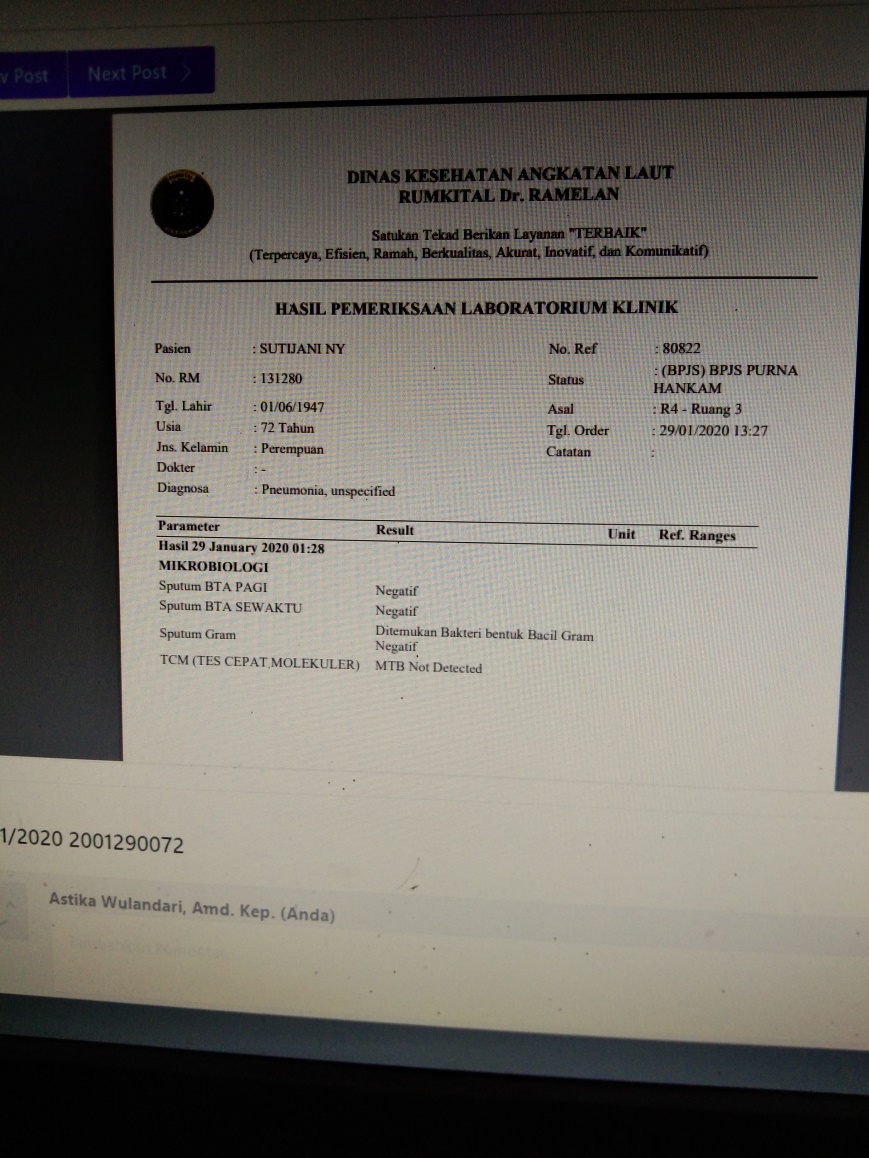 v Post
Next Post
DINAS KESEHATAN ANGKATAN LAUT
RUMKITAL Dr. RAMELAN
Satukan Tekad Berikan Layanan "TERBAIK"
(Terpercaya, Efisien, Ramah, Berkualitas, Akurat, Inovatif, dan Komunikatif)
HASIL PEMERIKSAAN LABORATORIUM KLINIK
Pasien : SUTIJANI NY No. Ref : 80822
No. RM : 131280 Status : (BPJS) BPJS PURNA HANKAM
Tgl. Lahir : 01/06/1947 Asal : R4 - Ruang 3
Usia : 72 Tahun Tgl. Order : 29/01/2020 13:27
Jns. Kelamin : Perempuan Catatan :
Dokter : -
Diagnosa : Pneumonia, unspecified
Parameter Result Unit Ref. Ranges
Hasil 29 January 2020 01:28
MIKROBIOLOGI
Sputum BTA PAGI Negatif
Sputum BTA SEWAKTU Negatif
Sputum Gram Ditemukan Bakteri bentuk Bacil Gram
Negatif
TCM (TES CEPAT MOLEKULER) MTB Not Detected
1/2020 2001290072
Astika Wulandari, Amd. Kep. (Anda)